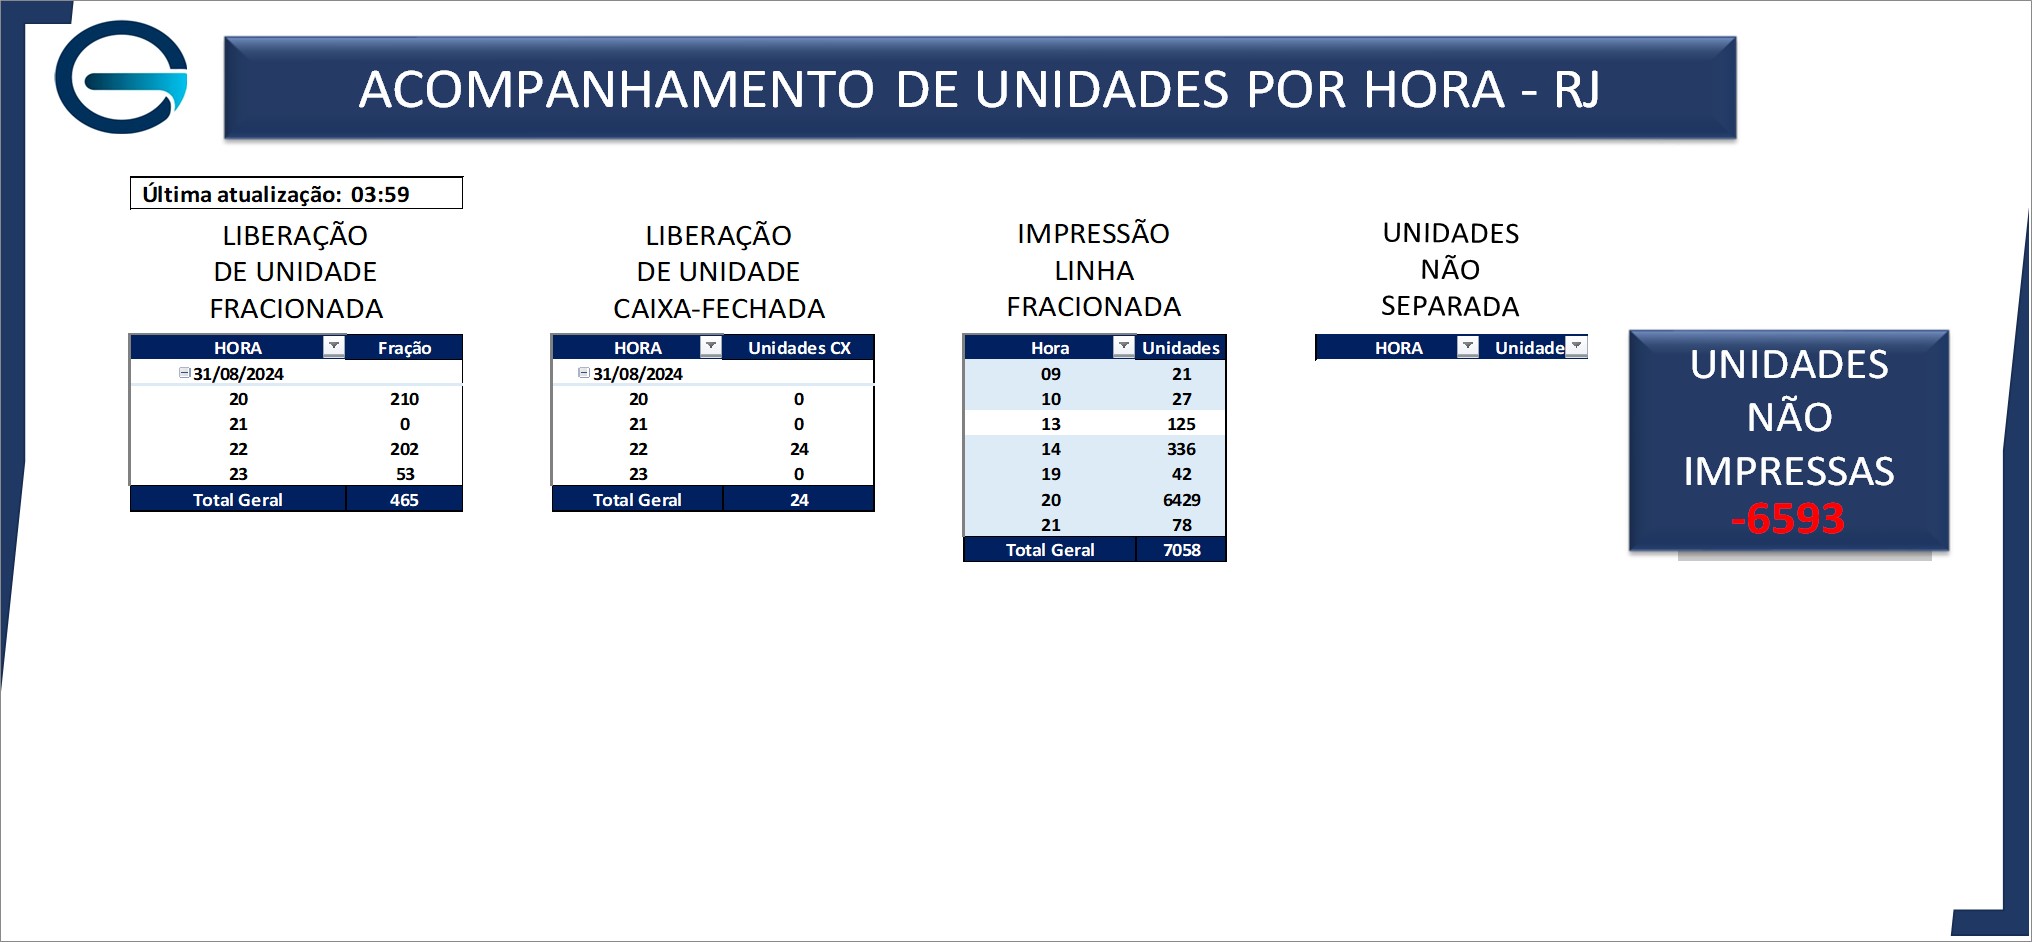 ACOMPANHAMENTO DE UNIDADES POR HORA - RJ
Última atualização: 03:59
LIBERAÇÃO
DE UNIDADE
FRACIONADA
HORA Fração
31/08/2024
20 210
21 0
22 202
23 53
Total Geral 465
LIBERAÇÃO
DE UNIDADE
CAIXA-FECHADA
HORA Unidades CX
31/08/2024
20 0
21 0
22 24
23 0
Total Geral 24
IMPRESSÃO
LINHA
FRACIONADA
Hora Unidades
09 21
10 27
13 125
14 336
19 42
20 6429
21 78
Total Geral 7058
UNIDADES
NÃO
SEPARADA
HORA Unidade
UNIDADES
NÃO
IMPRESSAS
-6593